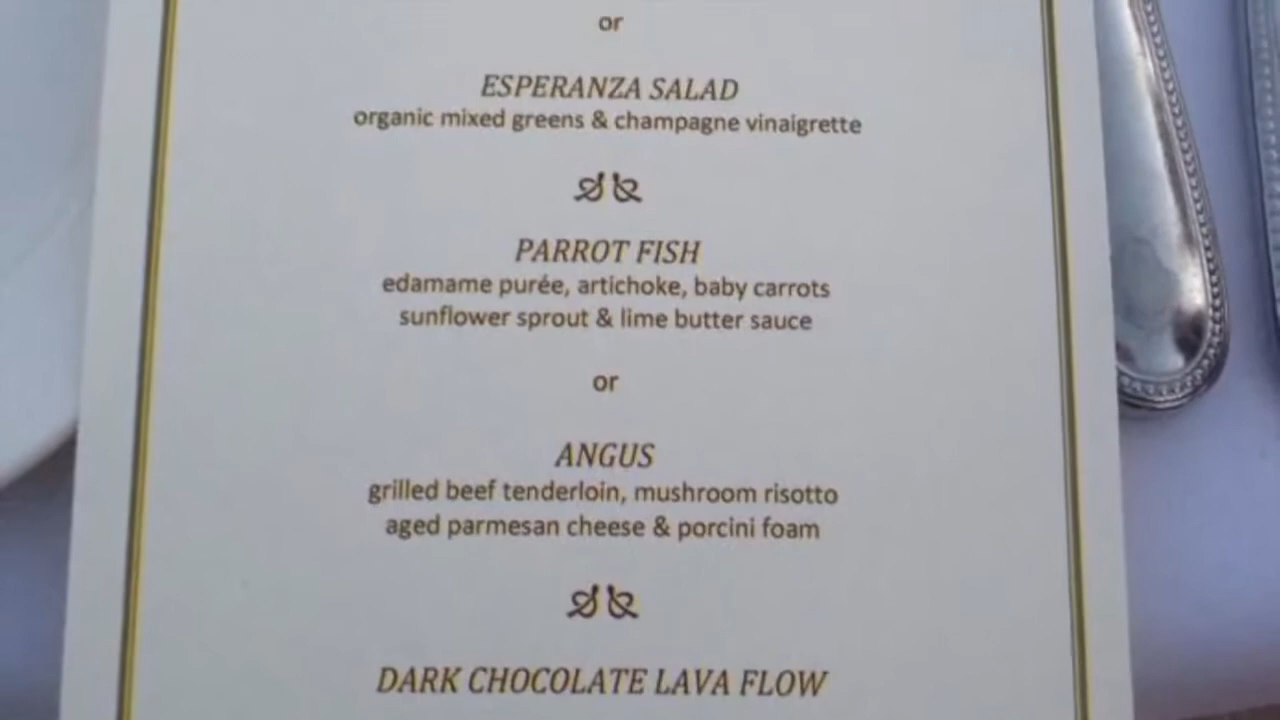 or
ESPERANZA SALAD
organic mixed greens & champagne vinaigrette
PARROT FISH
edamame purée, artichoke, baby carrots
sunflower sprout & lime butter sauce
or
ANGUS
grilled beef tenderloin, mushroom risotto
aged parmesan cheese & porcini foam
DARK CHOCOLATE LAVA FLOW